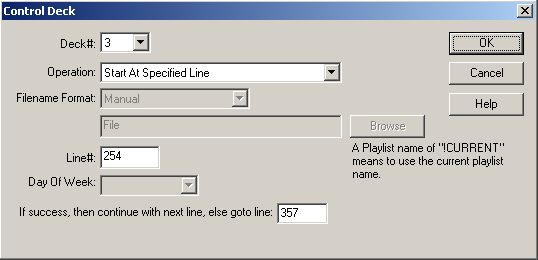 Control Deck
Deck#: 3
OK
Operation: Start At Specified Line
Cancel
Filename Format: Manual
Help
File
Browse
A Playlist name of "!CURRENT"
means to use the current playlist
name.
Line#: 254
Day Of Week:
If success, then continue with next line, else goto line: 357